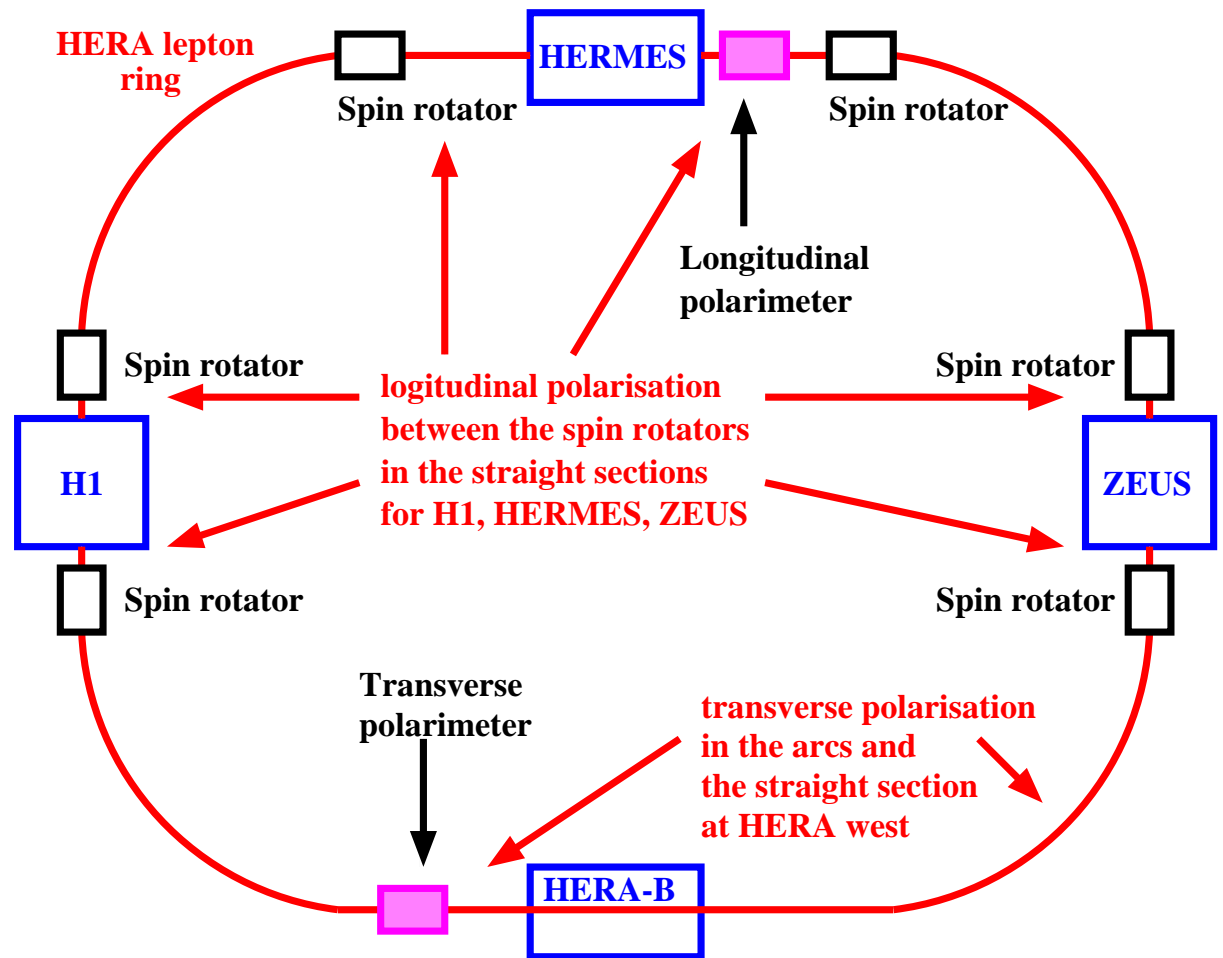 HERA lepton
ring
HERMES
Spin rotator
Spin rotator
Longitudinal
polarimeter
Spin rotator
Spin rotator
logitudinal polarisation
between the spin rotators
in the straight sections
for H1, HERMES, ZEUS
H1
ZEUS
Spin rotator
Spin rotator
Transverse
polarimeter
transverse polarisation
in the arcs and
the straight section
at HERA west
HERA-B